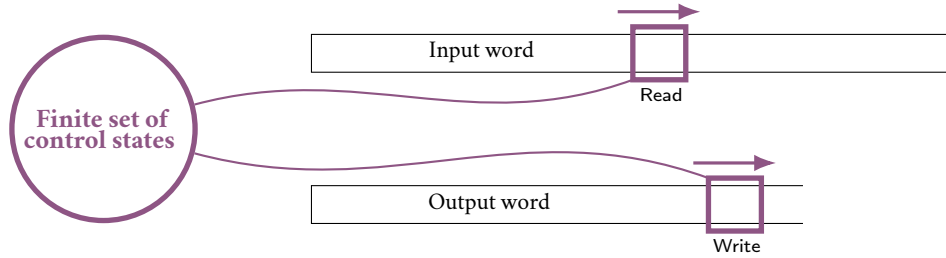 Input word
Read
Finite set of
control states
Output word
Write